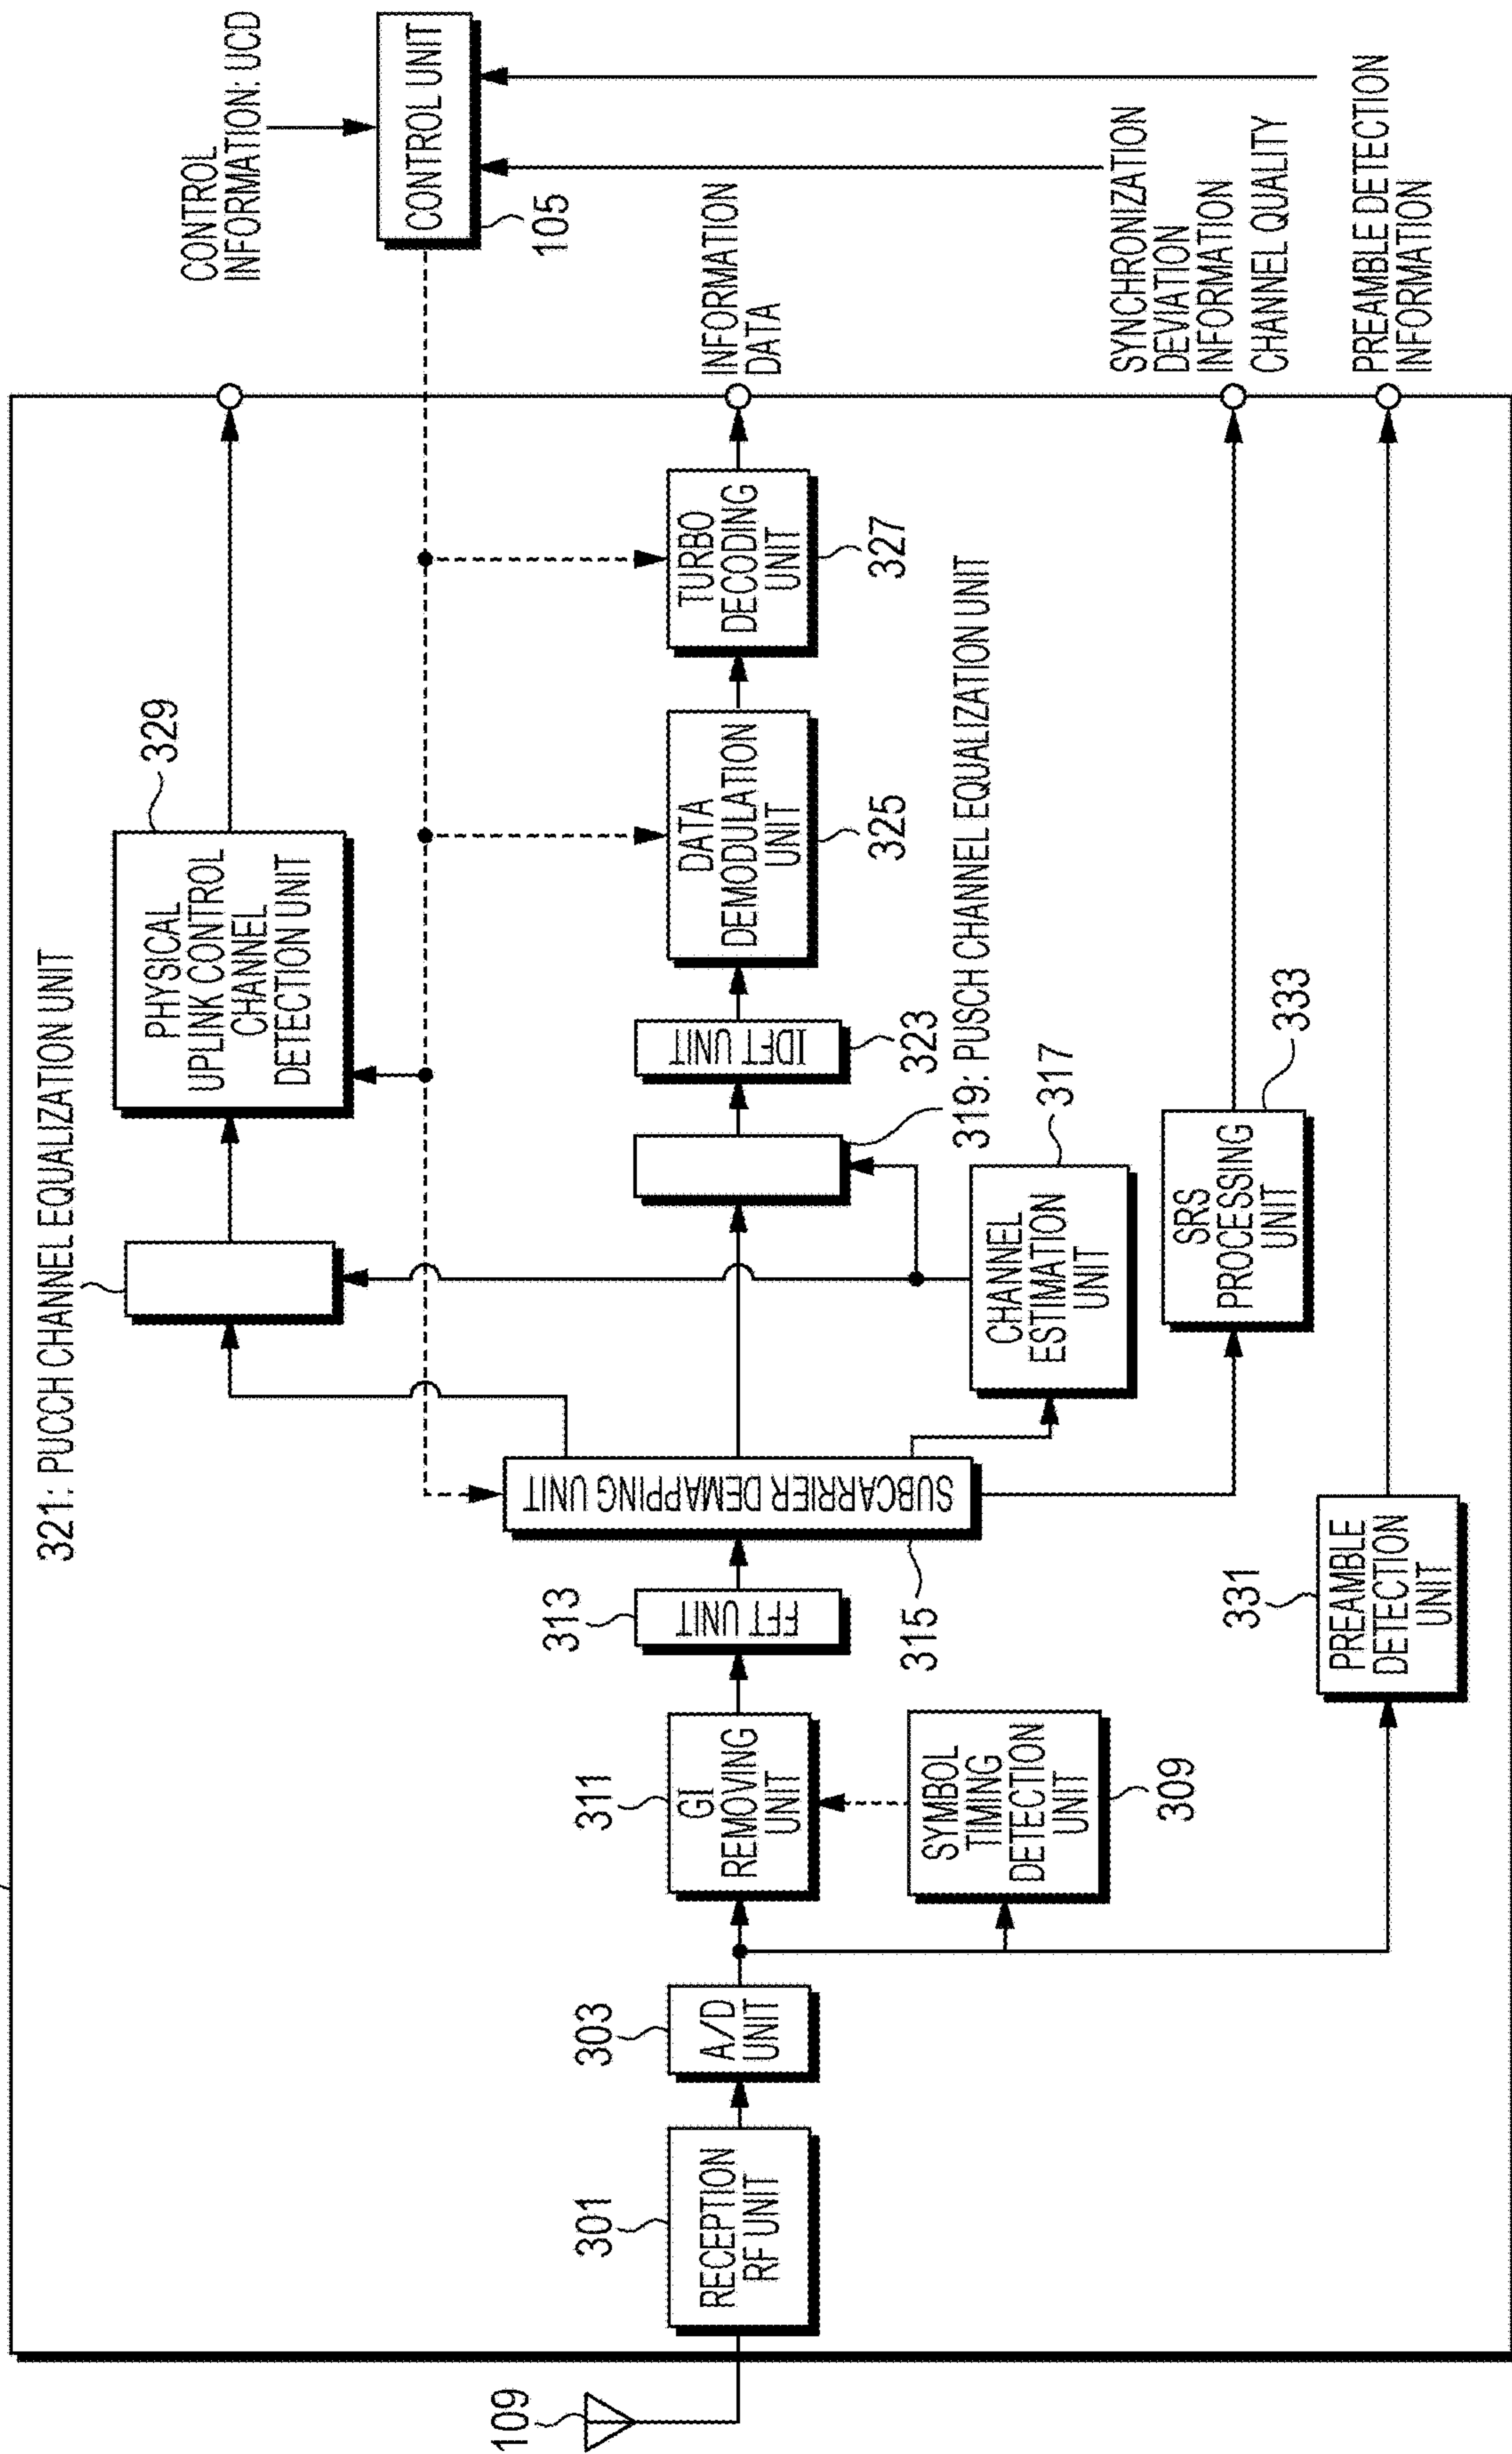 321: PUCCH CHANNEL EQUALIZATION UNIT
329
PHYSICAL
UPLINK CONTROL
CHANNEL
DETECTION UNIT
CONTROL
INFORMATION: UCD
CONTROL UNIT
105
109
301
RECEPTION
RF UNIT
303
A/D
UNIT
311
GI
REMOVING
UNIT
313
FFT UNIT
SUBCARRIER DEMAPPING UNIT
315
319: PUSCH CHANNEL EQUALIZATION UNIT
IDFT UNIT
323
DATA
DEMODULATION
UNIT
325
TURBO
DECODING
UNIT
327
INFORMATION
DATA
SYMBOL
TIMING
DETECTION
UNIT
309
317
CHANNEL
ESTIMATION
UNIT
333
SRS
PROCESSING
UNIT
SYNCHRONIZATION
DEVIATION
INFORMATION
CHANNEL QUALITY
331
PREAMBLE
DETECTION
UNIT
PREAMBLE DETECTION
INFORMATION